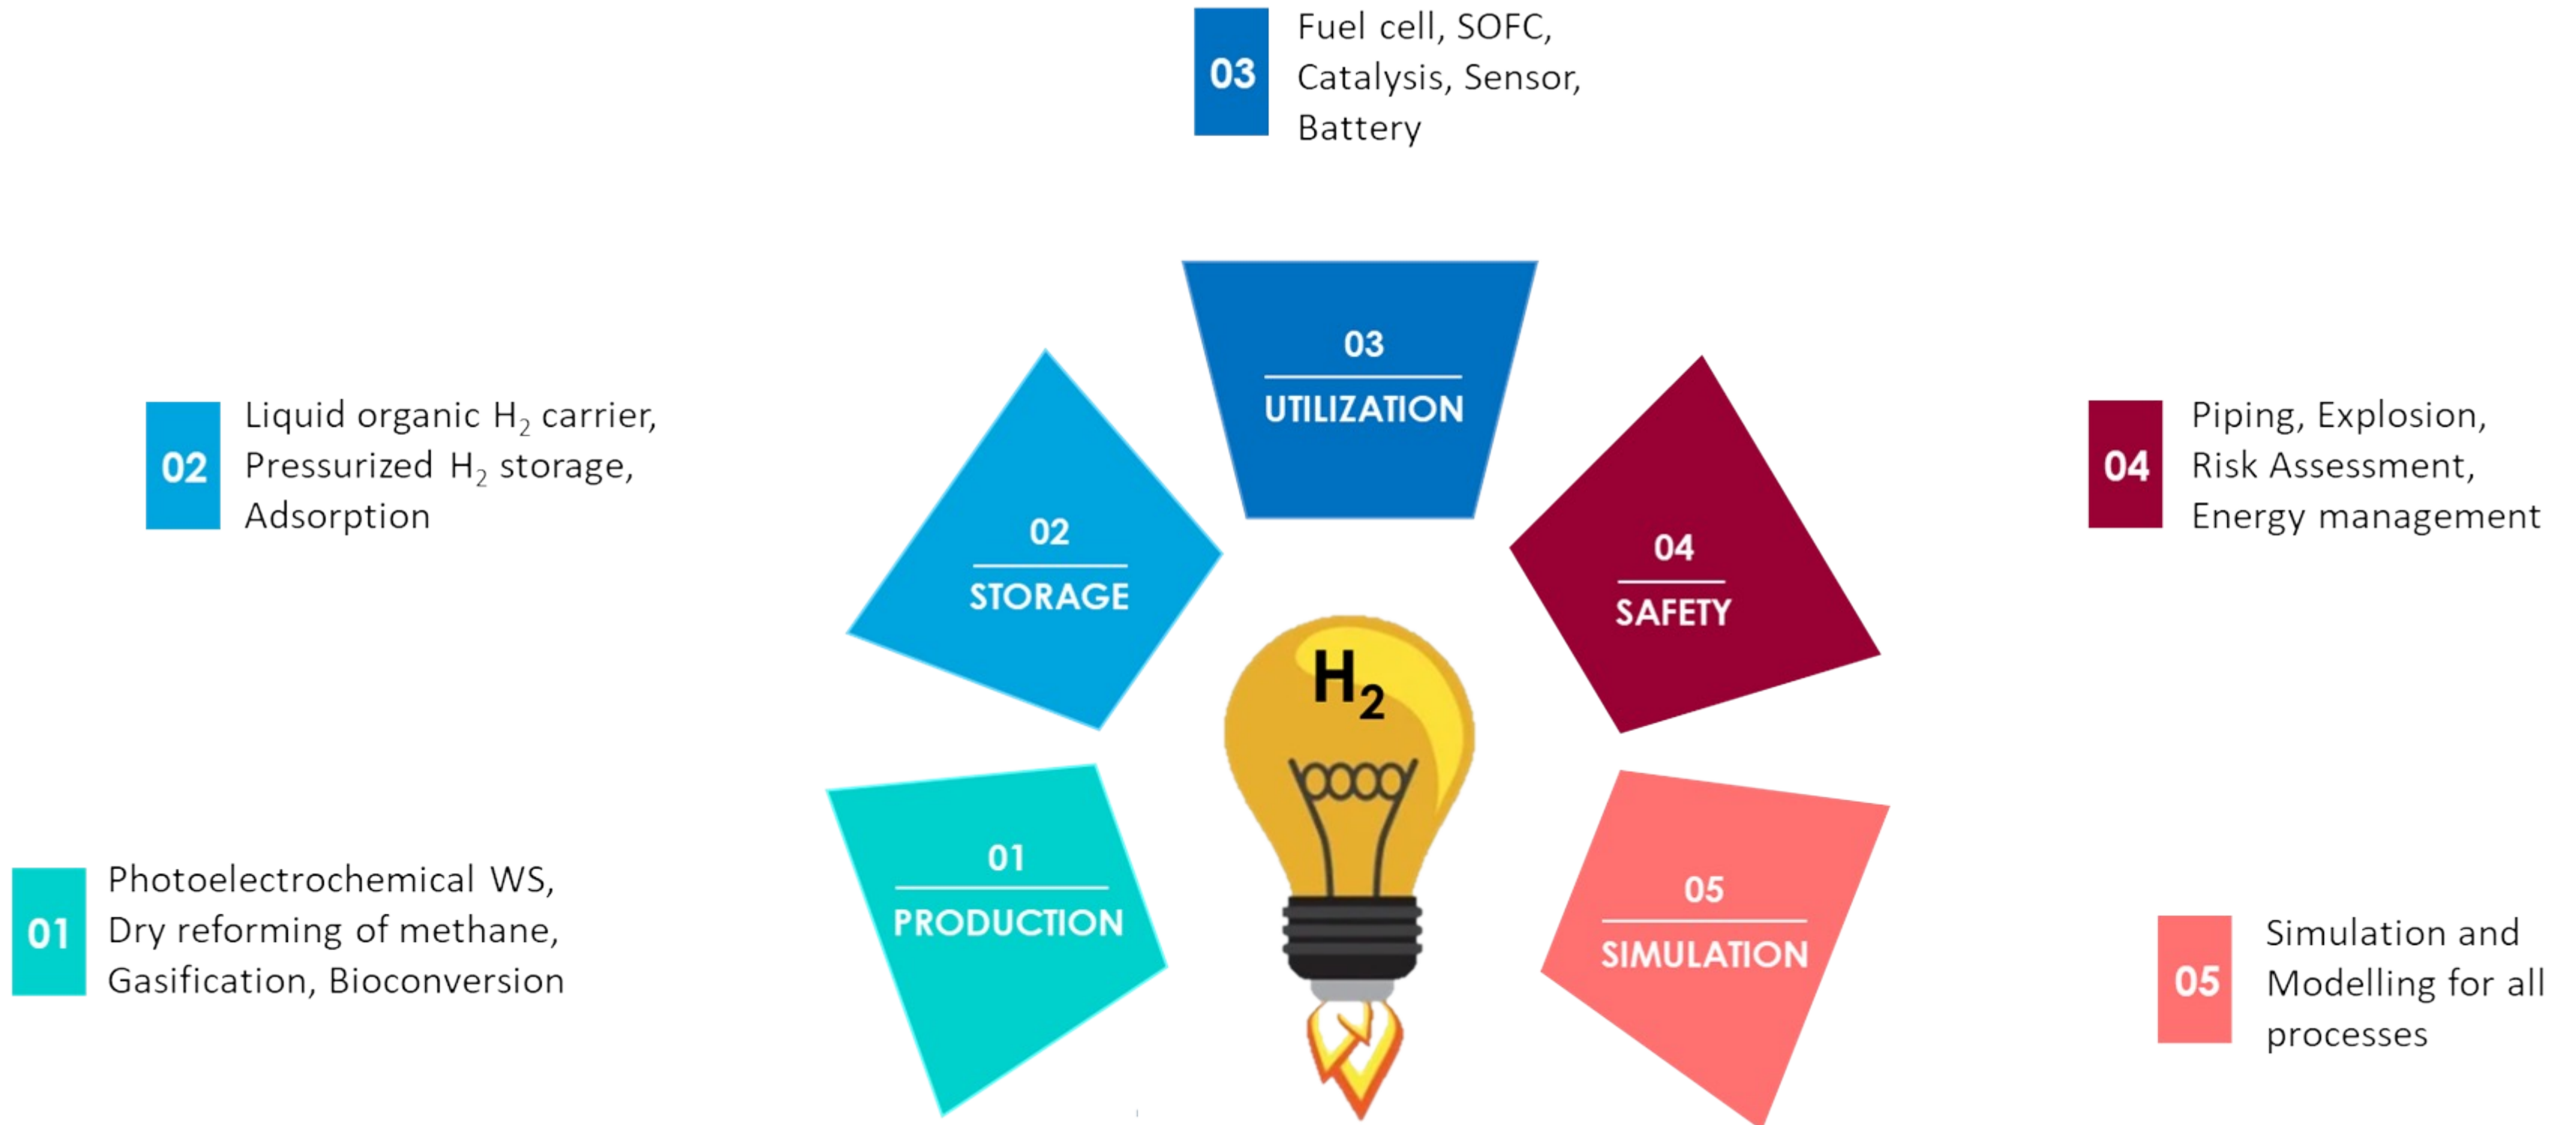 03
Fuel cell, SOFC,
Catalysis, Sensor,
Battery
03
UTILIZATION
02
Liquid organic H₂ carrier,
Pressurized H₂ storage,
Adsorption
02
STORAGE
04
SAFETY
04
Piping, Explosion,
Risk Assessment,
Energy management
H₂
01
Photoelectrochemical WS,
Dry reforming of methane,
Gasification, Bioconversion
01
PRODUCTION
05
SIMULATION
05
Simulation and
Modelling for all
processes